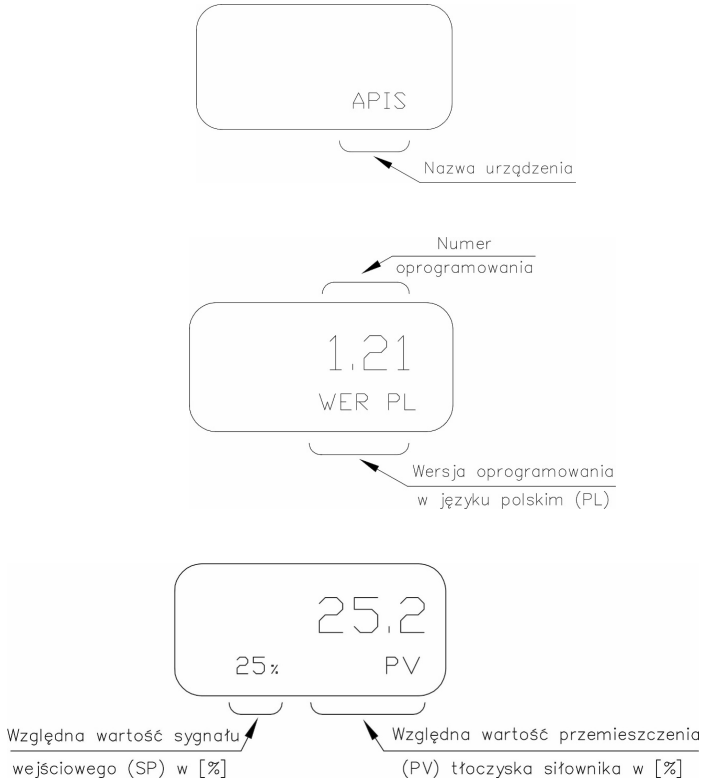 APIS
Nazwa urządzenia
Numer
oprogramowania
1.21
WER PL
Wersja oprogramowania
w języku polskim (PL)
25.2
25% PV
Względna wartość sygnału
wejściowego (SP) w [%]
Względna wartość przemieszczenia
(PV) tłoczyska siłownika w [%]